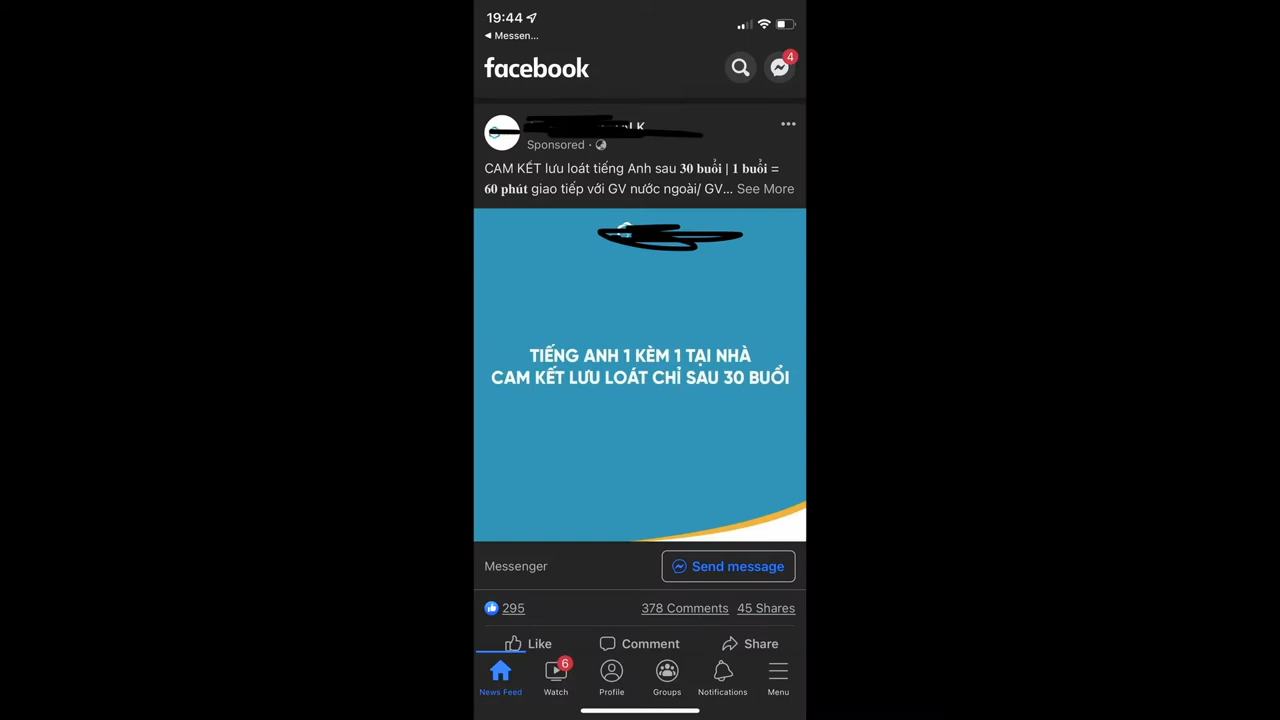 19:44
Messen...
facebook
4
Sponsored ·
CAM KẾT lưu loát tiếng Anh sau 𝟑𝟎 𝐛𝐮𝐨̂̉𝐢 | 𝟏 𝐛𝐮𝐨̂̉𝐢 =
𝟔𝟎 𝐩𝐡𝐮́𝐭 giao tiếp với GV nước ngoài/ GV... See More
TIẾNG ANH 1 KÈM 1 TẠI NHÀ
CAM KẾT LƯU LOÁT CHỈ SAU 30 BUỔI
Messenger Send message
295 378 Comments 45 Shares
Like Comment Share
6
News Feed Watch Profile Groups Notifications Menu